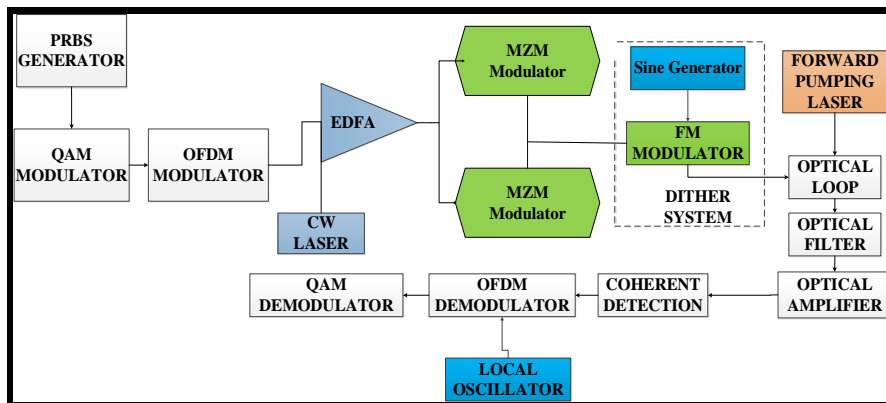 PRBS
GENERATOR
QAM
MODULATOR
OFDM
MODULATOR
EDFA
CW
LASER
MZM
Modulator
MZM
Modulator
Sine Generator
FM
MODULATOR
DITHER
SYSTEM
FORWARD
PUMPING
LASER
OPTICAL
LOOP
OPTICAL
FILTER
OPTICAL
AMPLIFIER
COHERENT
DETECTION
OFDM
DEMODULATOR
QAM
DEMODULATOR
LOCAL
OSCILLATOR